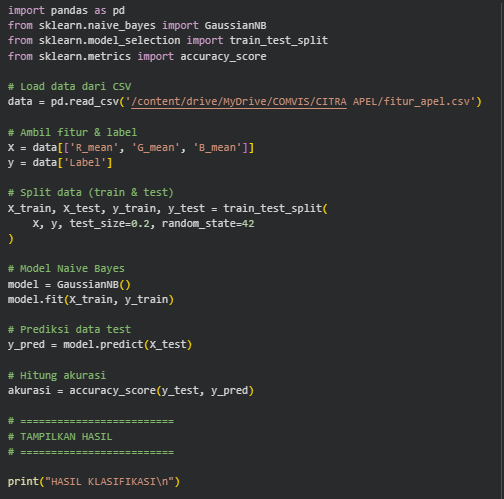 import pandas as pd
from sklearn.naive_bayes import GaussianNB
from sklearn.model_selection import train_test_split
from sklearn.metrics import accuracy_score

# Load data dari CSV
data = pd.read_csv('/content/drive/MyDrive/COMVIS/CITRA APEL/fitur_apel.csv')

# Ambil fitur & label
X = data[['R_mean', 'G_mean', 'B_mean']]
y = data['Label']

# Split data (train & test)
X_train, X_test, y_train, y_test = train_test_split(
    X, y, test_size=0.2, random_state=42
)

# Model Naive Bayes
model = GaussianNB()
model.fit(X_train, y_train)

# Prediksi data test
y_pred = model.predict(X_test)

# Hitung akurasi
akurasi = accuracy_score(y_test, y_pred)

# =========================
# TAMPILKAN HASIL
# =========================

print("HASIL KLASIFIKASI\n")